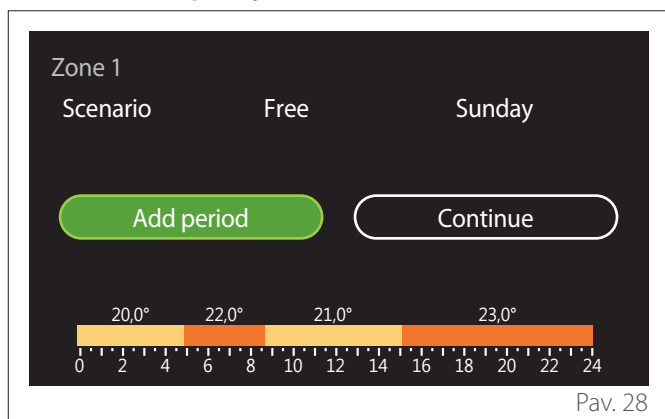 Zone 1
Scenario Free Sunday
Add period Continue
20,0° 22,0° 21,0° 23,0°
0 2 4 6 8 10 12 14 16 18 20 22 24
Pav. 28